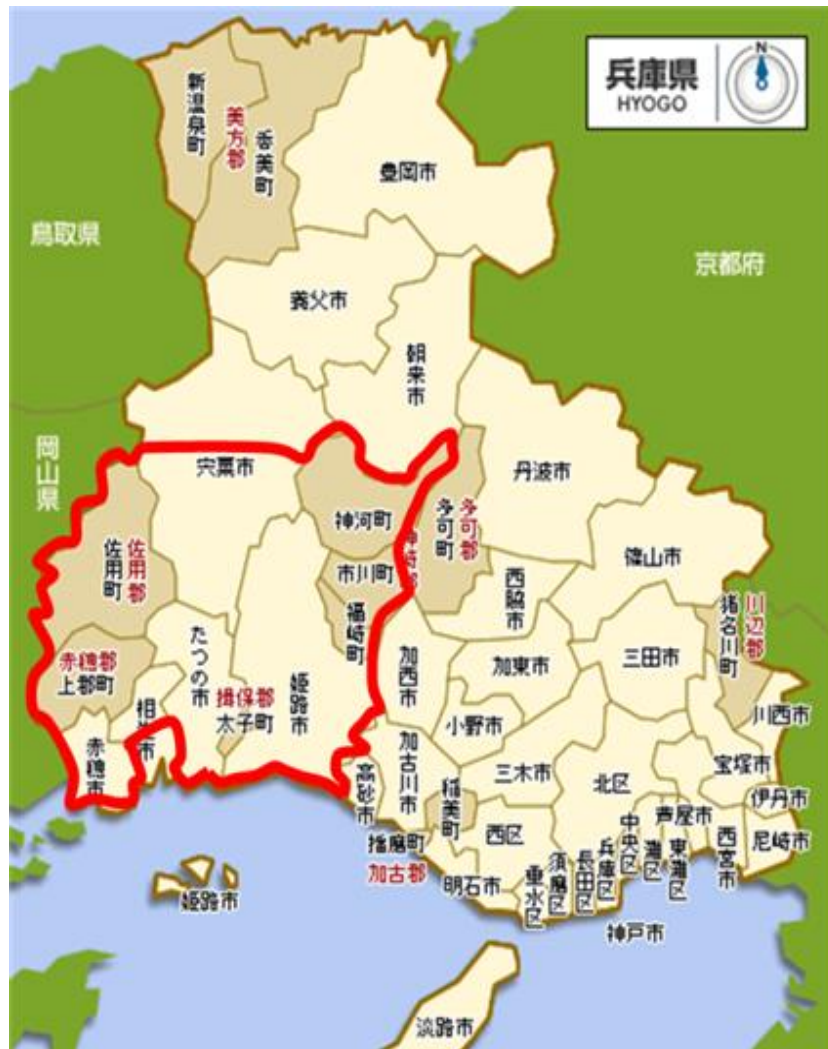 兵庫県
HYOGO
N
新温泉町
美方郡
香美町
豊岡市
鳥取県
京都府
養父市
朝来市
岡山県
宍粟市
丹波市
神河町
多可町
多可郡
佐用町
佐用郡
市川町
篠山市
西脇市
猪名川町
川辺郡
福崎町
たつの市
赤穂郡
上郡町
加西市
加東市
三田市
揖保郡
太子町
姫路市
川西市
小野市
赤穂市
加古川市
三木市
北区
宝塚市
高砂市
稲美町
伊丹市
芦屋市
中央区
西区
播磨町
灘区
東灘区
西宮市
尼崎市
兵庫区
長田区
須磨区
加古郡
明石市
垂水区
姫路市
神戸市
淡路市